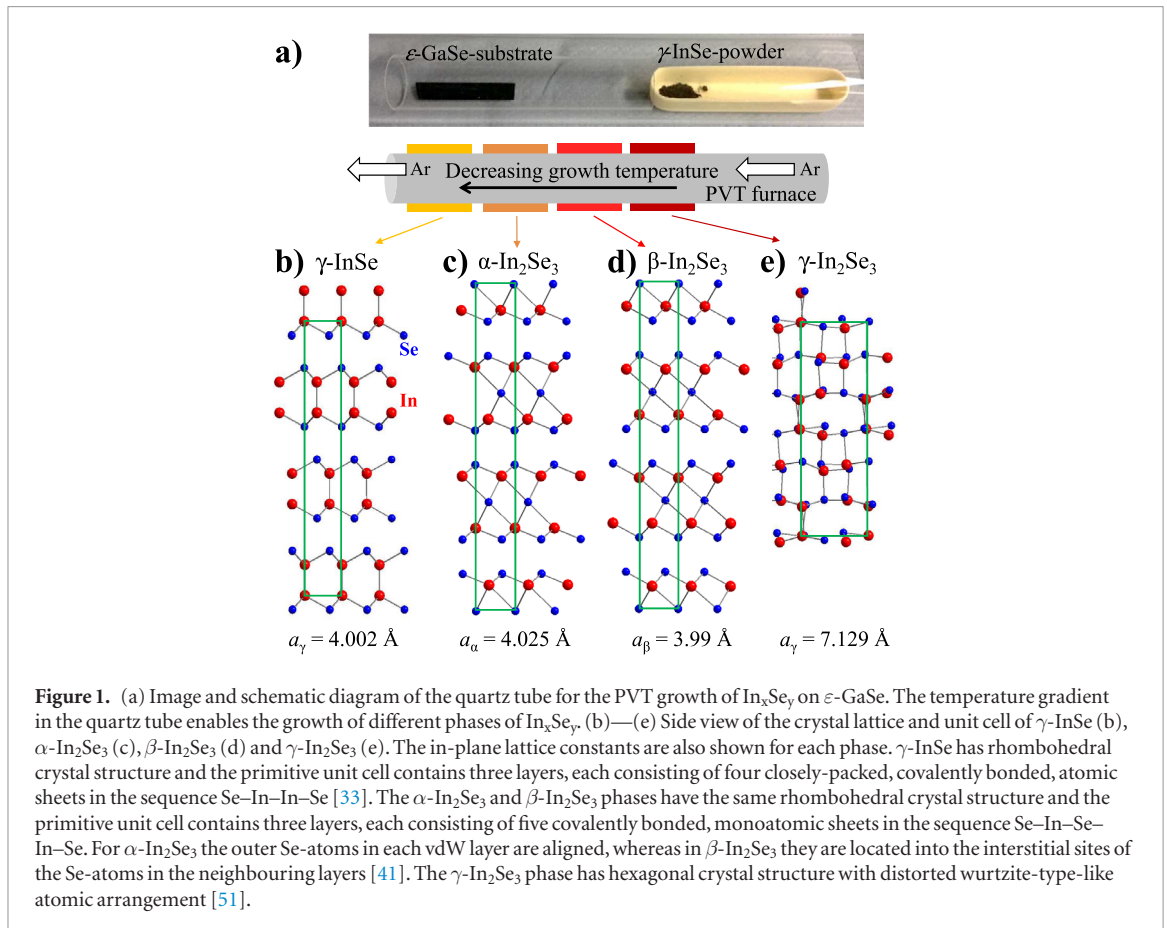 a)
ε-GaSe-substrate
γ-InSe-powder
Ar
Decreasing growth temperature
Ar
PVT furnace
b) γ-InSe
c) α-In₂Se₃
d) β-In₂Se₃
e) γ-In₂Se₃
Se
In
aγ = 4.002 Å
aα = 4.025 Å
aβ = 3.99 Å
aγ = 7.129 Å
Figure 1. (a) Image and schematic diagram of the quartz tube for the PVT growth of InₓSeᵧ on ε-GaSe. The temperature gradient
in the quartz tube enables the growth of different phases of InₓSeᵧ. (b)—(e) Side view of the crystal lattice and unit cell of γ-InSe (b),
α-In₂Se₃ (c), β-In₂Se₃ (d) and γ-In₂Se₃ (e). The in-plane lattice constants are also shown for each phase. γ-InSe has rhombohedral
crystal structure and the primitive unit cell contains three layers, each consisting of four closely-packed, covalently bonded, atomic
sheets in the sequence Se–In–In–Se [33]. The α-In₂Se₃ and β-In₂Se₃ phases have the same rhombohedral crystal structure and the
primitive unit cell contains three layers, each consisting of five covalently bonded, monoatomic sheets in the sequence Se–In–Se–
In–Se. For α-In₂Se₃ the outer Se-atoms in each vdW layer are aligned, whereas in β-In₂Se₃ they are located into the interstitial sites of
the Se-atoms in the neighbouring layers [41]. The γ-In₂Se₃ phase has hexagonal crystal structure with distorted wurtzite-type-like
atomic arrangement [51].